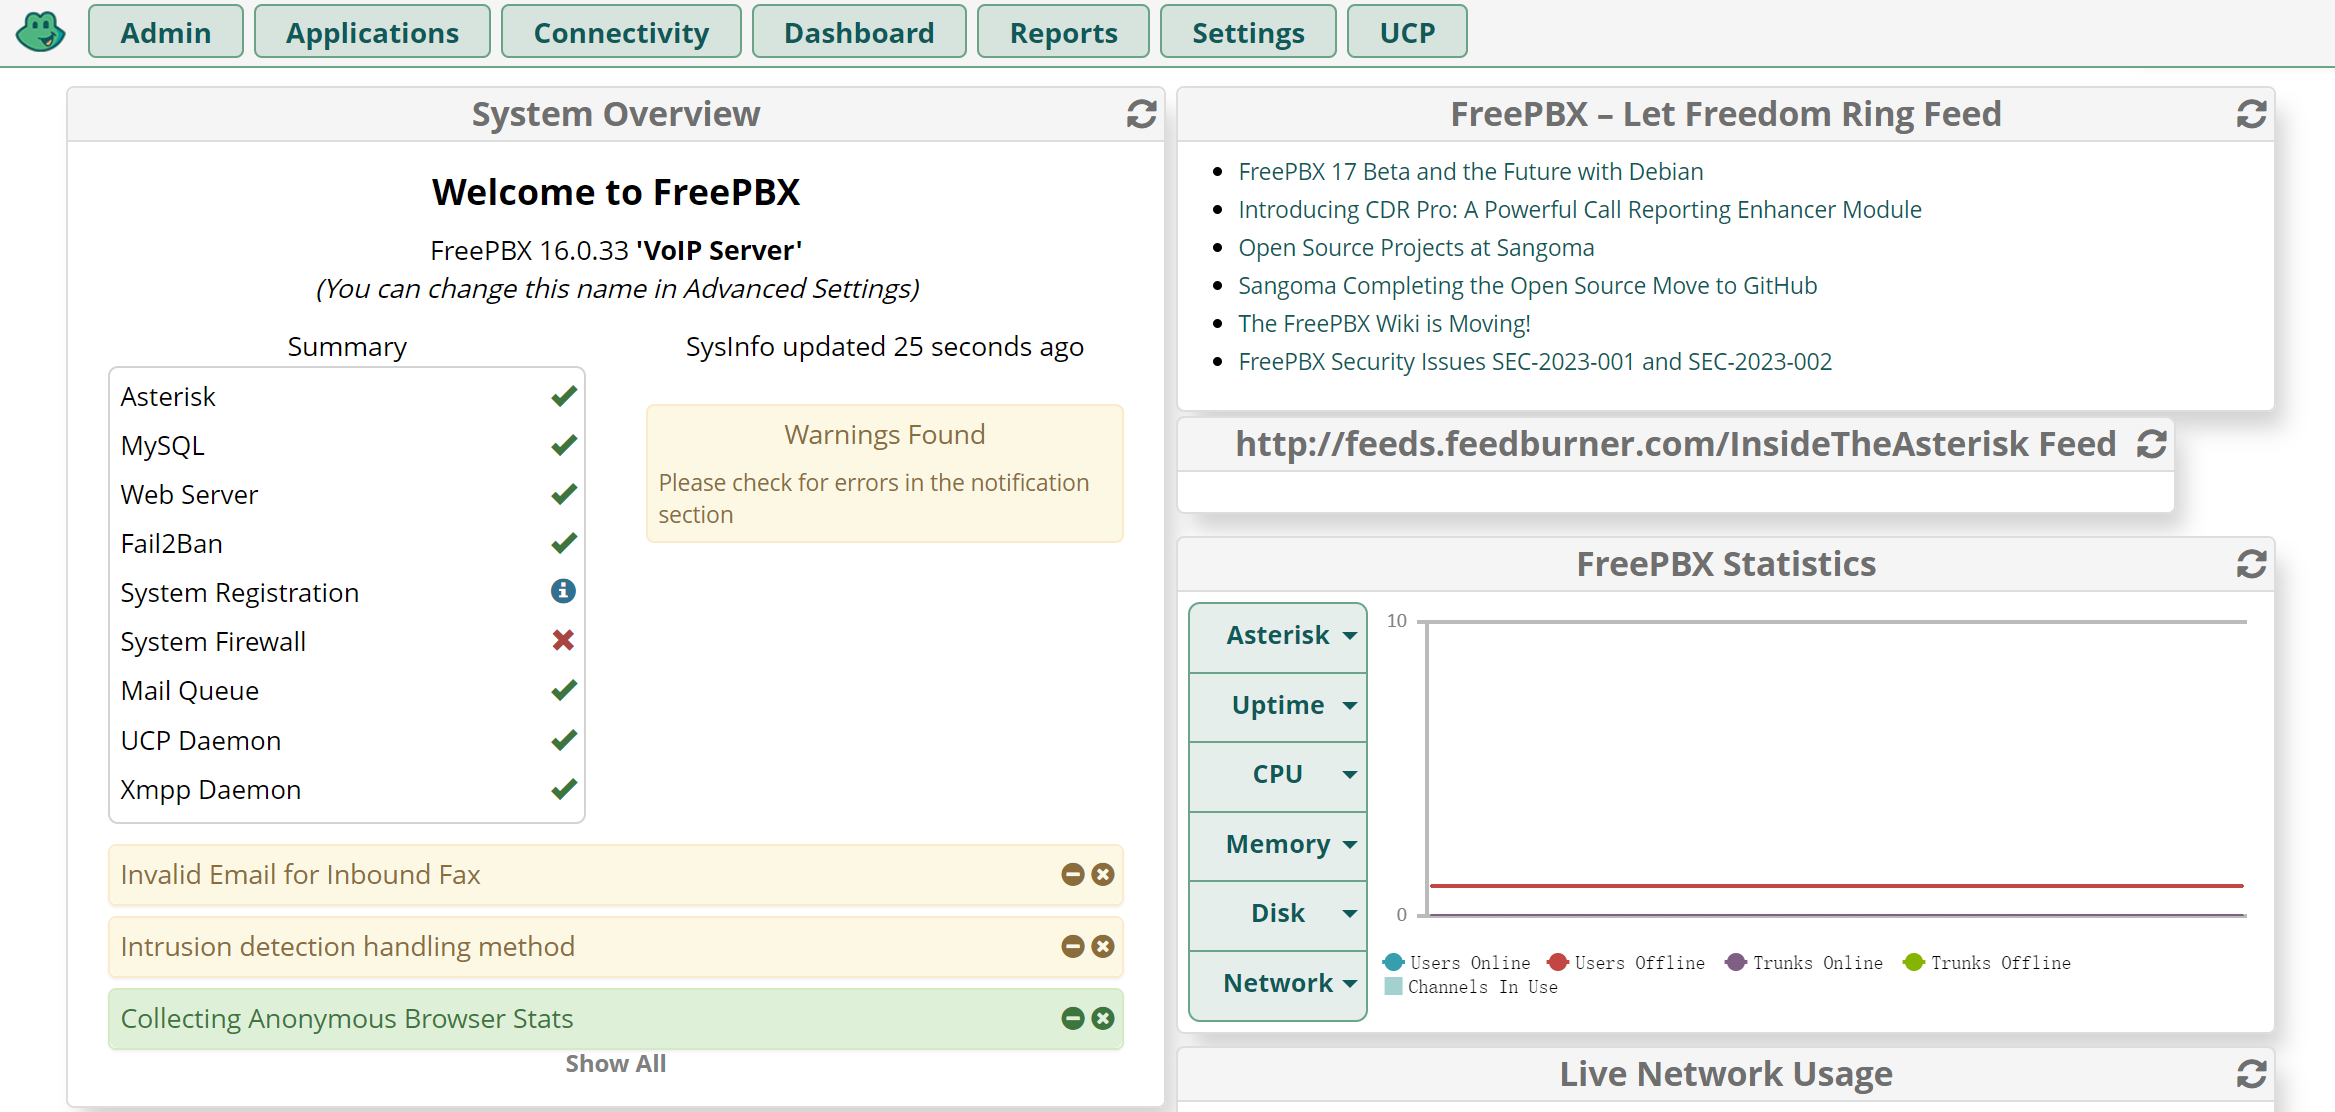 Admin
Applications
Connectivity
Dashboard
Reports
Settings
UCP
System Overview
Welcome to FreePBX
FreePBX 16.0.33 'VoIP Server'
(You can change this name in Advanced Settings)
Summary
Asterisk
MySQL
Web Server
Fail2Ban
System Registration
System Firewall
Mail Queue
UCP Daemon
Xmpp Daemon
SysInfo updated 25 seconds ago
Warnings Found
Please check for errors in the notification
section
Invalid Email for Inbound Fax
Intrusion detection handling method
Collecting Anonymous Browser Stats
Show All
FreePBX – Let Freedom Ring Feed
FreePBX 17 Beta and the Future with Debian
Introducing CDR Pro: A Powerful Call Reporting Enhancer Module
Open Source Projects at Sangoma
Sangoma Completing the Open Source Move to GitHub
The FreePBX Wiki is Moving!
FreePBX Security Issues SEC-2023-001 and SEC-2023-002
http://feeds.feedburner.com/InsideTheAsterisk Feed
FreePBX Statistics
Asterisk
Uptime
CPU
Memory
Disk
Network
10
0
Users Online Users Offline Trunks Online Trunks Offline
Channels In Use
Live Network Usage